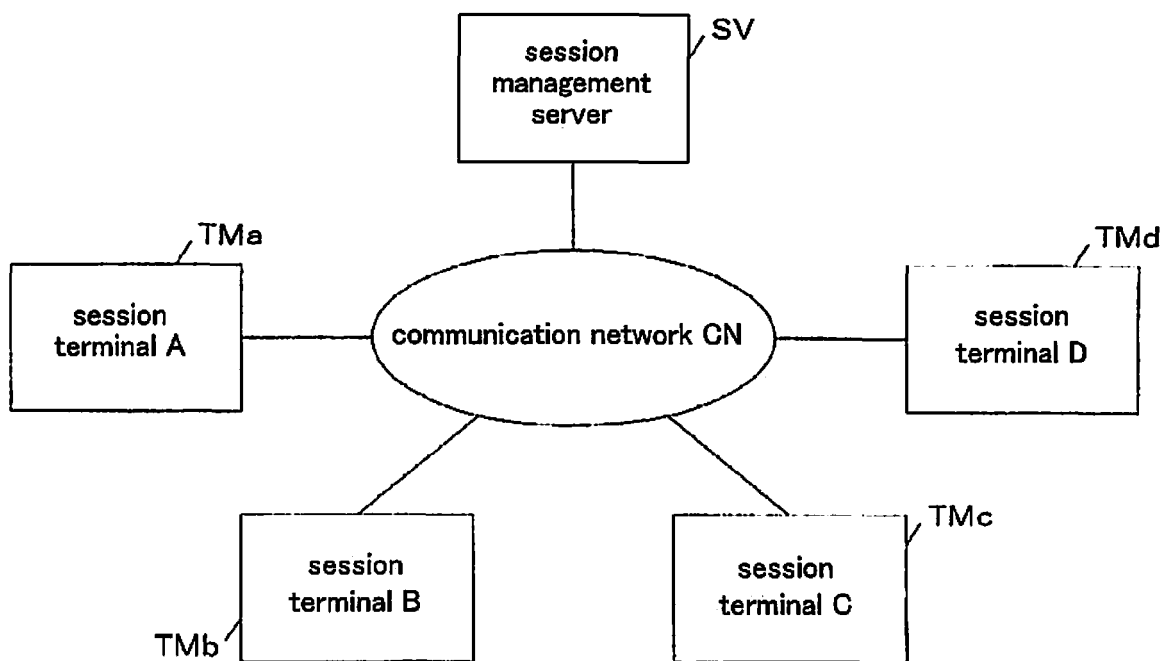 SV
session
management
server
TMa
session
terminal A
communication network CN
TMd
session
terminal D
session
terminal B
TMb
TMc
session
terminal C